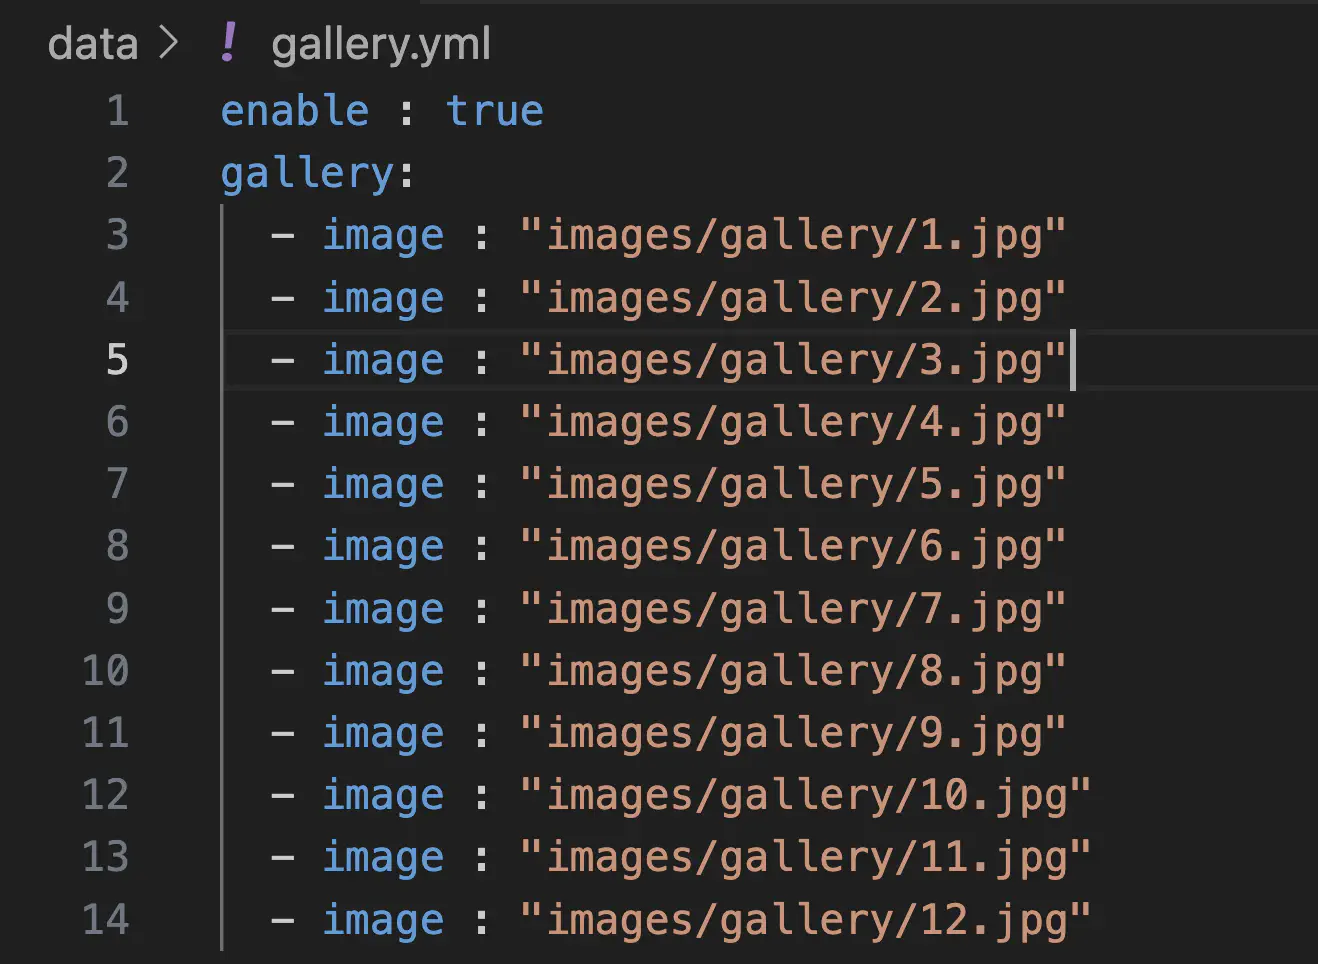 data > ! gallery.yml
1 enable : true
2 gallery:
3   - image : "images/gallery/1.jpg"
4   - image : "images/gallery/2.jpg"
5   - image : "images/gallery/3.jpg"
6   - image : "images/gallery/4.jpg"
7   - image : "images/gallery/5.jpg"
8   - image : "images/gallery/6.jpg"
9   - image : "images/gallery/7.jpg"
10   - image : "images/gallery/8.jpg"
11   - image : "images/gallery/9.jpg"
12   - image : "images/gallery/10.jpg"
13   - image : "images/gallery/11.jpg"
14   - image : "images/gallery/12.jpg"